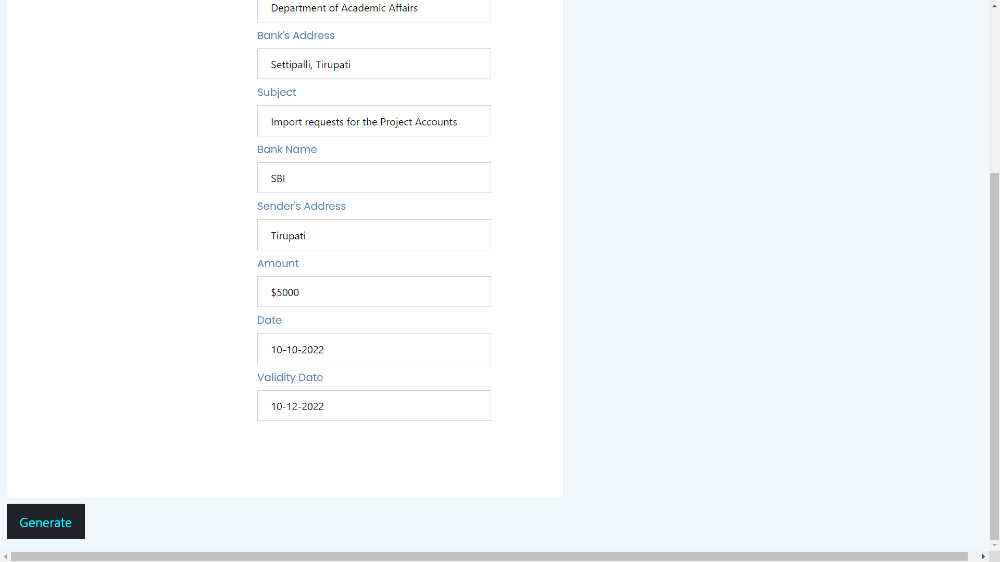 Department of Academic Affairs
Bank's Address
Settipalli, Tirupati
Subject
Import requests for the Project Accounts
Bank Name
SBI
Sender's Address
Tirupati
Amount
$5000
Date
10-10-2022
Validity Date
10-12-2022
Generate